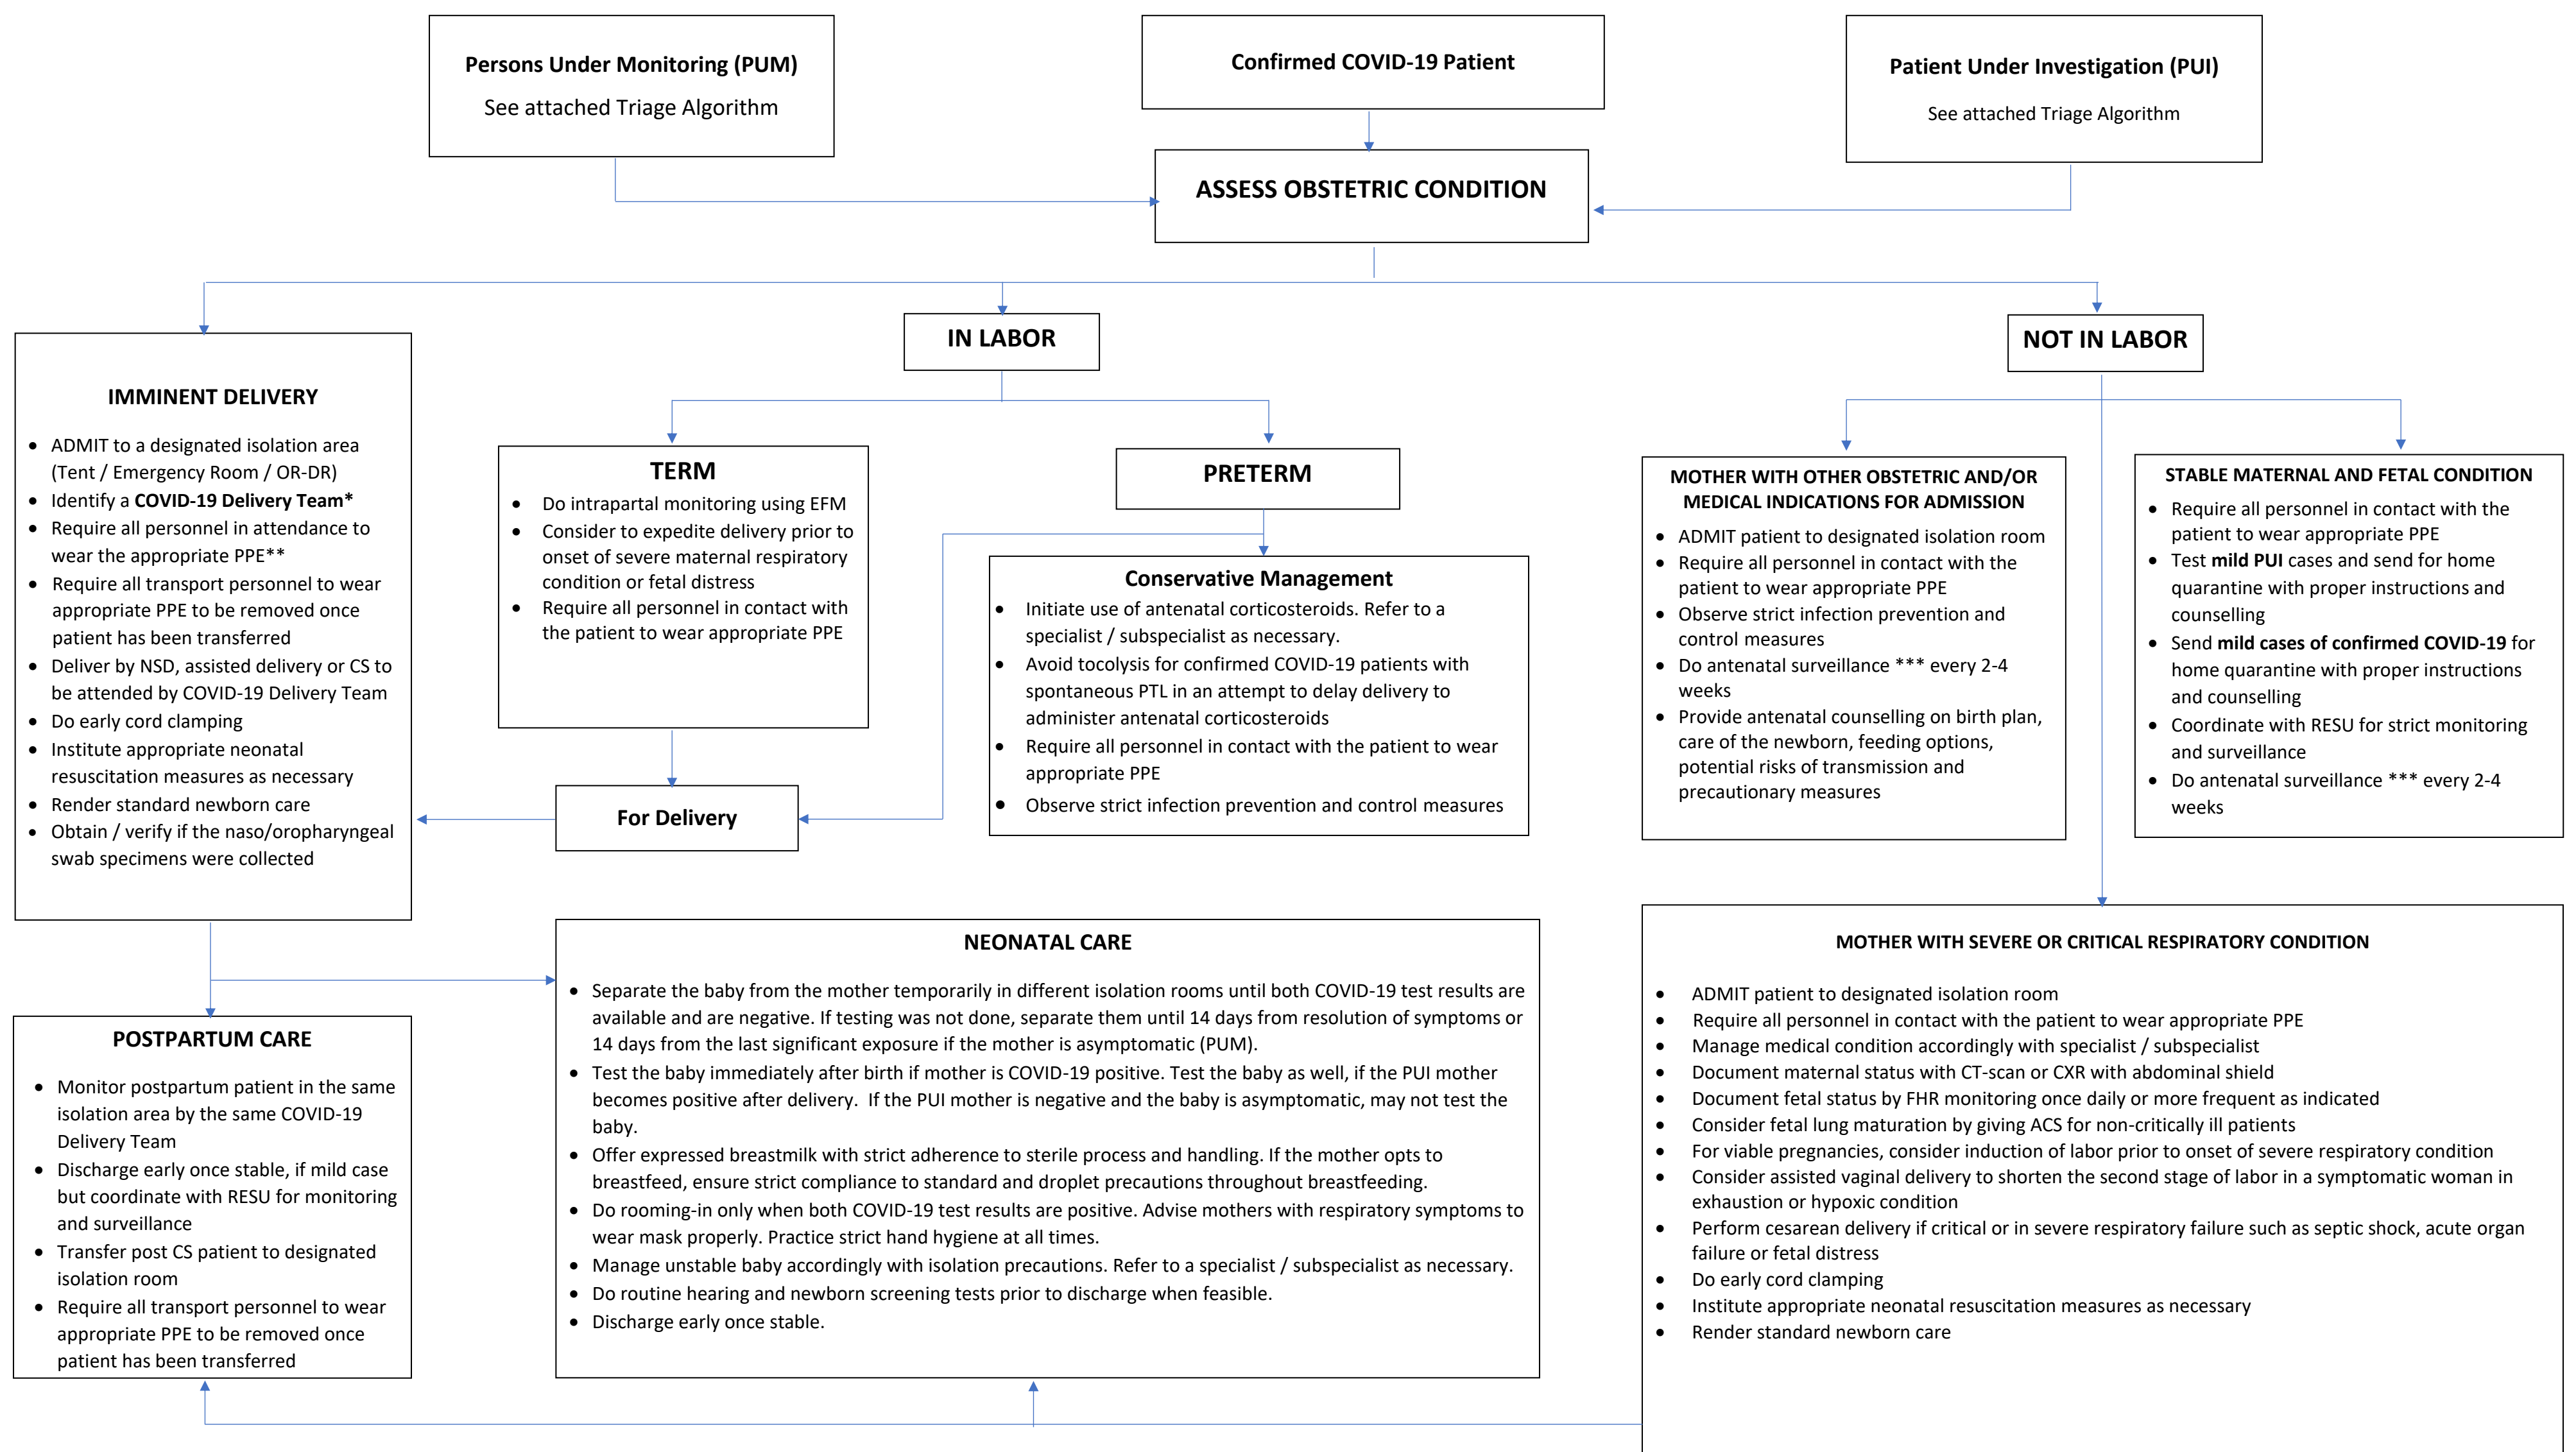 Persons Under Monitoring (PUM)
See attached Triage Algorithm
Confirmed COVID-19 Patient
Patient Under Investigation (PUI)
See attached Triage Algorithm
ASSESS OBSTETRIC CONDITION
IMMINENT DELIVERY
• ADMIT to a designated isolation area
(Tent / Emergency Room / OR-DR)
• Identify a COVID-19 Delivery Team*
• Require all personnel in attendance to
wear the appropriate PPE**
• Require all transport personnel to wear
appropriate PPE to be removed once
patient has been transferred
• Deliver by NSD, assisted delivery or CS to
be attended by COVID-19 Delivery Team
• Do early cord clamping
• Institute appropriate neonatal
resuscitation measures as necessary
• Render standard newborn care
• Obtain / verify if the naso/oropharyngeal
swab specimens were collected
IN LABOR
TERM
• Do intrapartal monitoring using EFM
• Consider to expedite delivery prior to
onset of severe maternal respiratory
condition or fetal distress
• Require all personnel in contact with
the patient to wear appropriate PPE
PRETERM
Conservative Management
• Initiate use of antenatal corticosteroids. Refer to a
specialist / subspecialist as necessary.
• Avoid tocolysis for confirmed COVID-19 patients with
spontaneous PTL in an attempt to delay delivery to
administer antenatal corticosteroids
• Require all personnel in contact with the patient to wear
appropriate PPE
• Observe strict infection prevention and control measures
For Delivery
NOT IN LABOR
MOTHER WITH OTHER OBSTETRIC AND/OR
MEDICAL INDICATIONS FOR ADMISSION
• ADMIT patient to designated isolation room
• Require all personnel in contact with the
patient to wear appropriate PPE
• Observe strict infection prevention and
control measures
• Do antenatal surveillance *** every 2-4
weeks
• Provide antenatal counselling on birth plan,
care of the newborn, feeding options,
potential risks of transmission and
precautionary measures
STABLE MATERNAL AND FETAL CONDITION
• Require all personnel in contact with the
patient to wear appropriate PPE
• Test mild PUI cases and send for home
quarantine with proper instructions and
counselling
• Send mild cases of confirmed COVID-19 for
home quarantine with proper instructions
and counselling
• Coordinate with RESU for strict monitoring
and surveillance
• Do antenatal surveillance *** every 2-4
weeks
POSTPARTUM CARE
• Monitor postpartum patient in the same
isolation area by the same COVID-19
Delivery Team
• Discharge early once stable, if mild case
but coordinate with RESU for monitoring
and surveillance
• Transfer post CS patient to designated
isolation room
• Require all transport personnel to wear
appropriate PPE to be removed once
patient has been transferred
NEONATAL CARE
• Separate the baby from the mother temporarily in different isolation rooms until both COVID-19 test results are
available and are negative. If testing was not done, separate them until 14 days from resolution of symptoms or
14 days from the last significant exposure if the mother is asymptomatic (PUM).
• Test the baby immediately after birth if mother is COVID-19 positive. Test the baby as well, if the PUI mother
becomes positive after delivery. If the PUI mother is negative and the baby is asymptomatic, may not test the
baby.
• Offer expressed breastmilk with strict adherence to sterile process and handling. If the mother opts to
breastfeed, ensure strict compliance to standard and droplet precautions throughout breastfeeding.
• Do rooming-in only when both COVID-19 test results are positive. Advise mothers with respiratory symptoms to
wear mask properly. Practice strict hand hygiene at all times.
• Manage unstable baby accordingly with isolation precautions. Refer to a specialist / subspecialist as necessary.
• Do routine hearing and newborn screening tests prior to discharge when feasible.
• Discharge early once stable.
MOTHER WITH SEVERE OR CRITICAL RESPIRATORY CONDITION
• ADMIT patient to designated isolation room
• Require all personnel in contact with the patient to wear appropriate PPE
• Manage medical condition accordingly with specialist / subspecialist
• Document maternal status with CT-scan or CXR with abdominal shield
• Document fetal status by FHR monitoring once daily or more frequent as indicated
• Consider fetal lung maturation by giving ACS for non-critically ill patients
• For viable pregnancies, consider induction of labor prior to onset of severe respiratory condition
• Consider assisted vaginal delivery to shorten the second stage of labor in a symptomatic woman in
exhaustion or hypoxic condition
• Perform cesarean delivery if critical or in severe respiratory failure such as septic shock, acute organ
failure or fetal distress
• Do early cord clamping
• Institute appropriate neonatal resuscitation measures as necessary
• Render standard newborn care